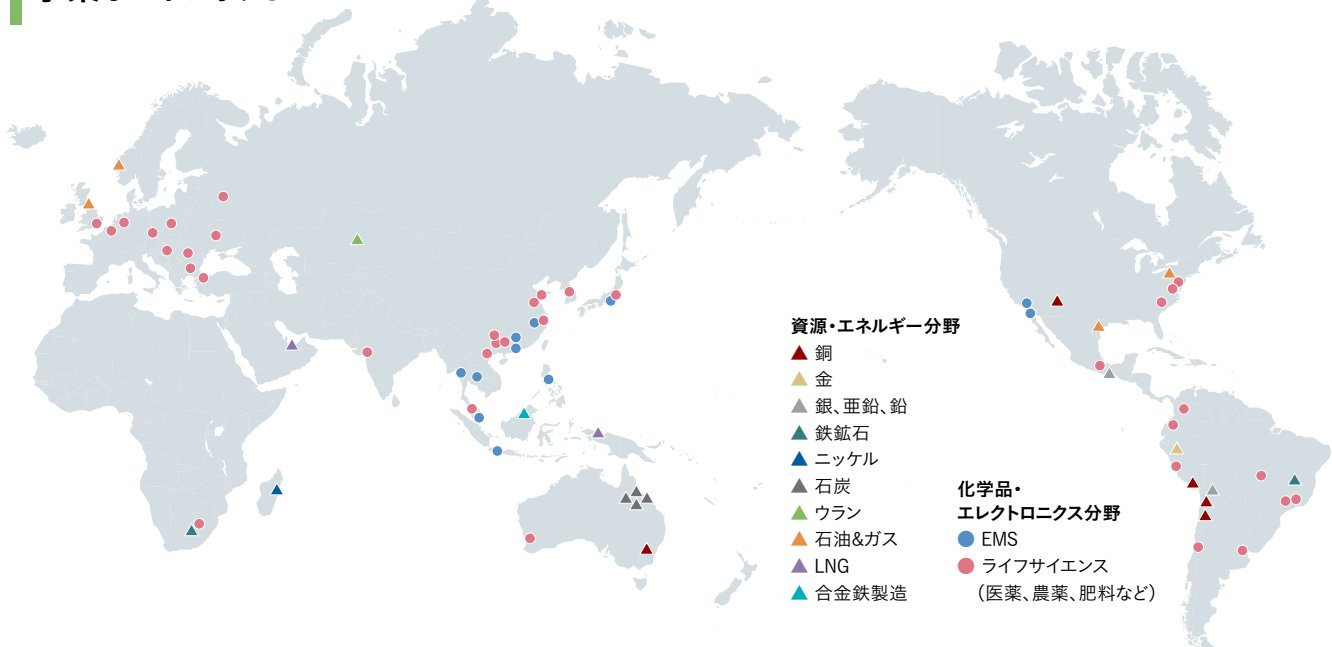 資源・エネルギー分野
銅
金
銀、亜鉛、鉛
鉄鉱石
ニッケル
石炭
ウラン
石油&ガス
LNG
合金鉄製造
化学品・
エレクトロニクス分野
EMS
ライフサイエンス
（医薬、農薬、肥料など）